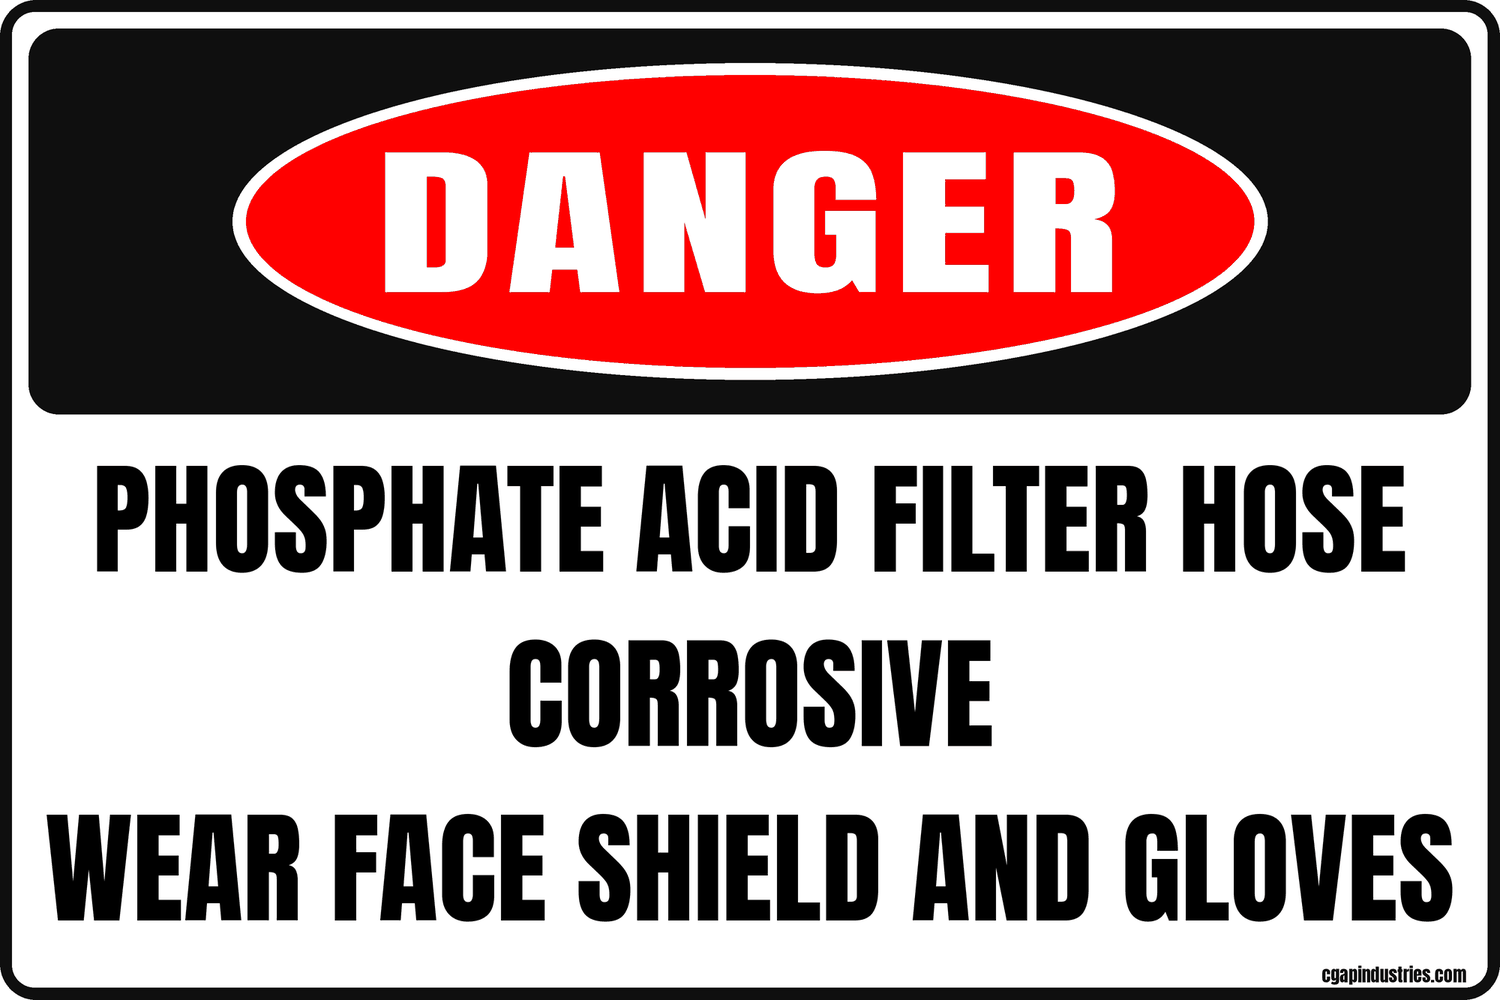 DANGER
PHOSPHATE ACID FILTER HOSE
CORROSIVE
WEAR FACE SHIELD AND GLOVES
cgapindustries.com